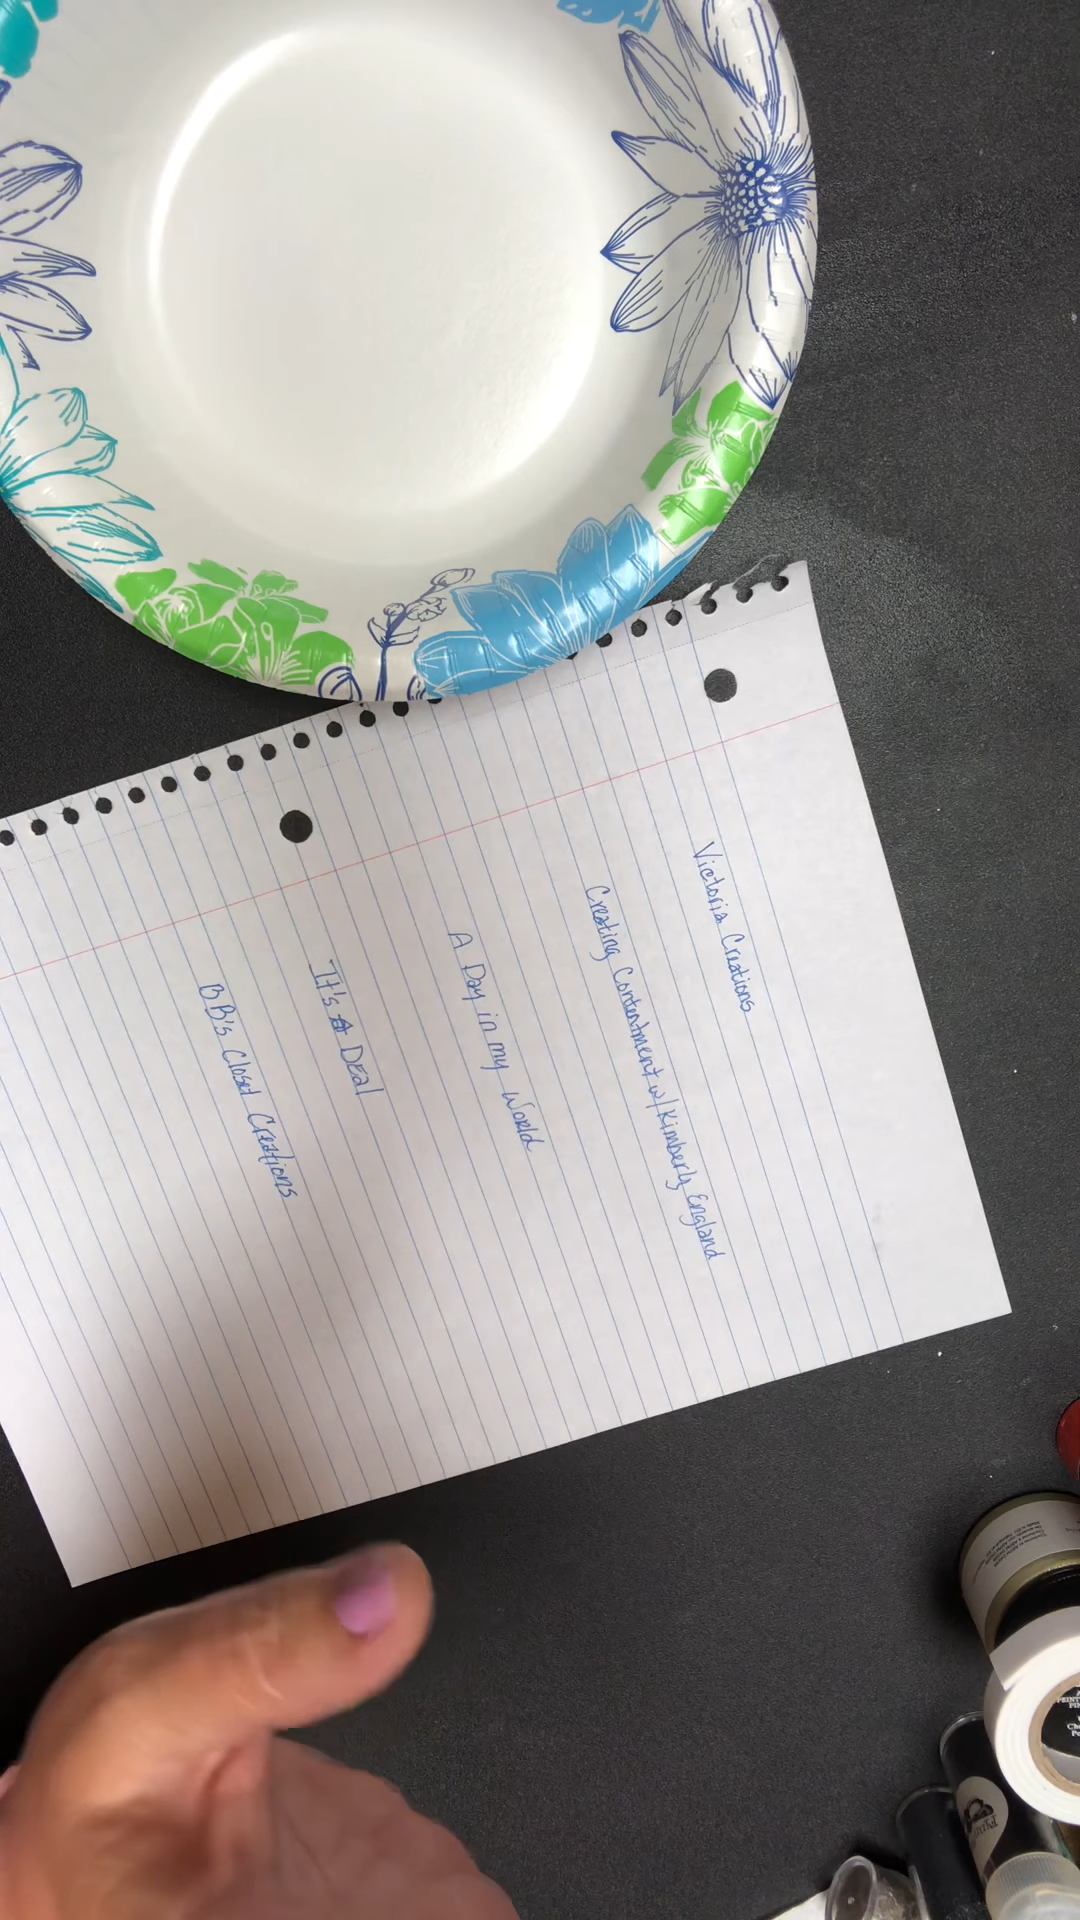 Victoria Creations
Creating Contentment w/Kimberly England
A Day in my World
It's A Deal
BB's Closet Creations